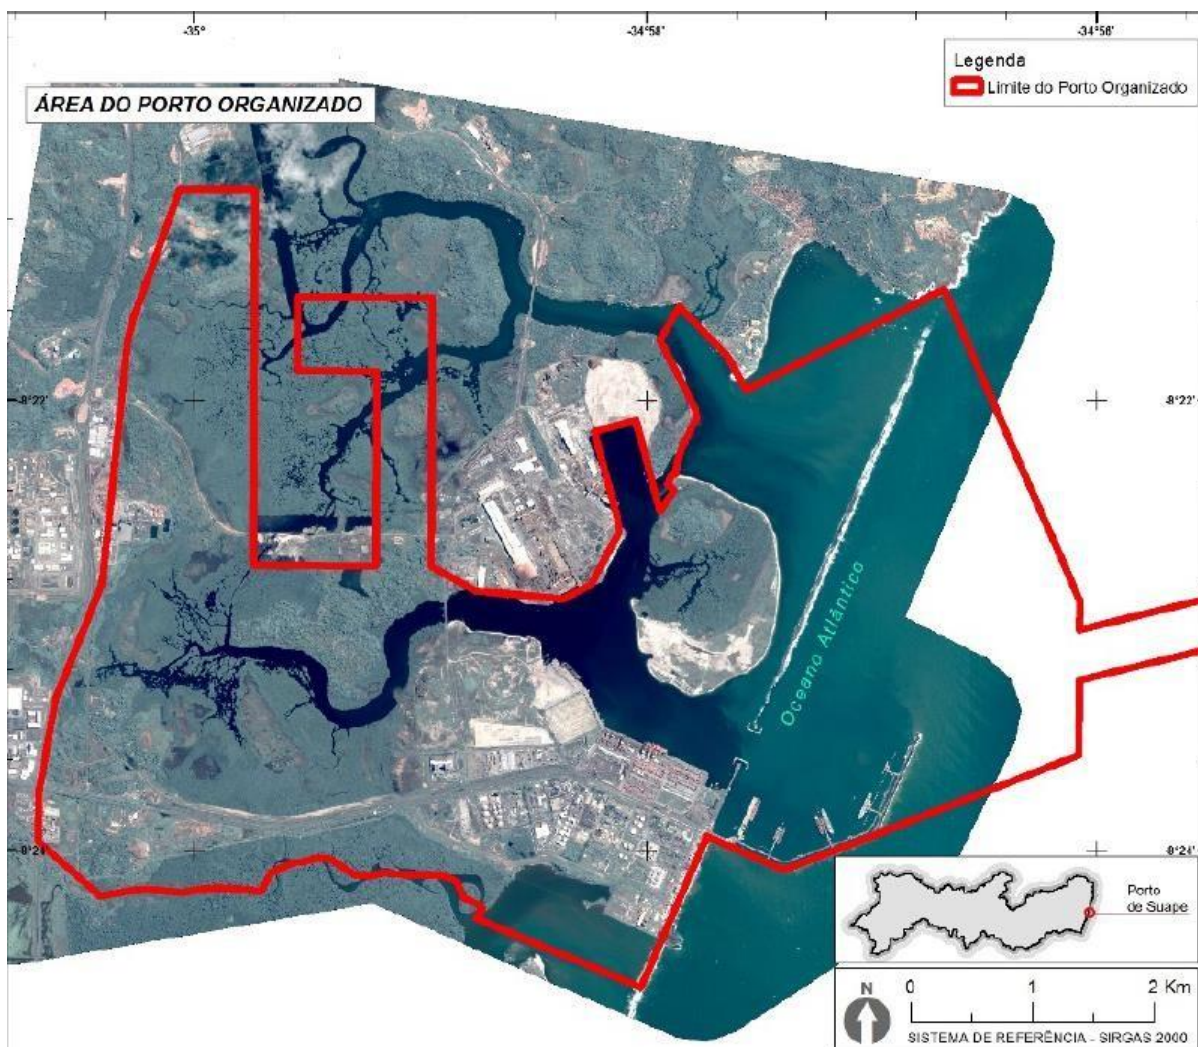 -35°
-34°58'
-34°56'
Legenda
Limite do Porto Organizado
ÁREA DO PORTO ORGANIZADO
-8°22'
-8°22'
Oceano Atlântico
-8°24'
-8°24'
Porto
de Suape
N
0 1 2 Km
SISTEMA DE REFERÊNCIA - SIRGAS 2000